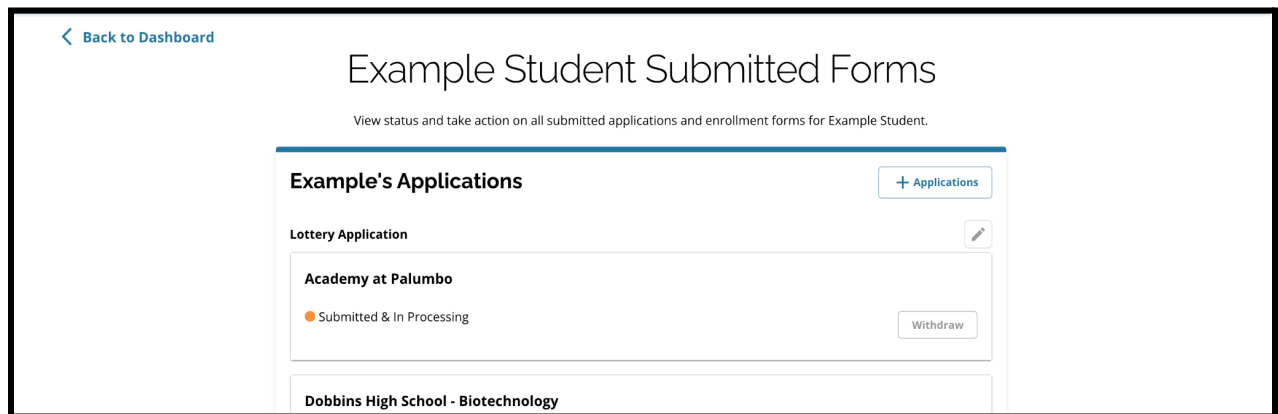 Back to Dashboard
Example Student Submitted Forms
View status and take action on all submitted applications and enrollment forms for Example Student.
Example's Applications
+ Applications
Lottery Application
Academy at Palumbo
Submitted & In Processing
Withdraw
Dobbins High School - Biotechnology